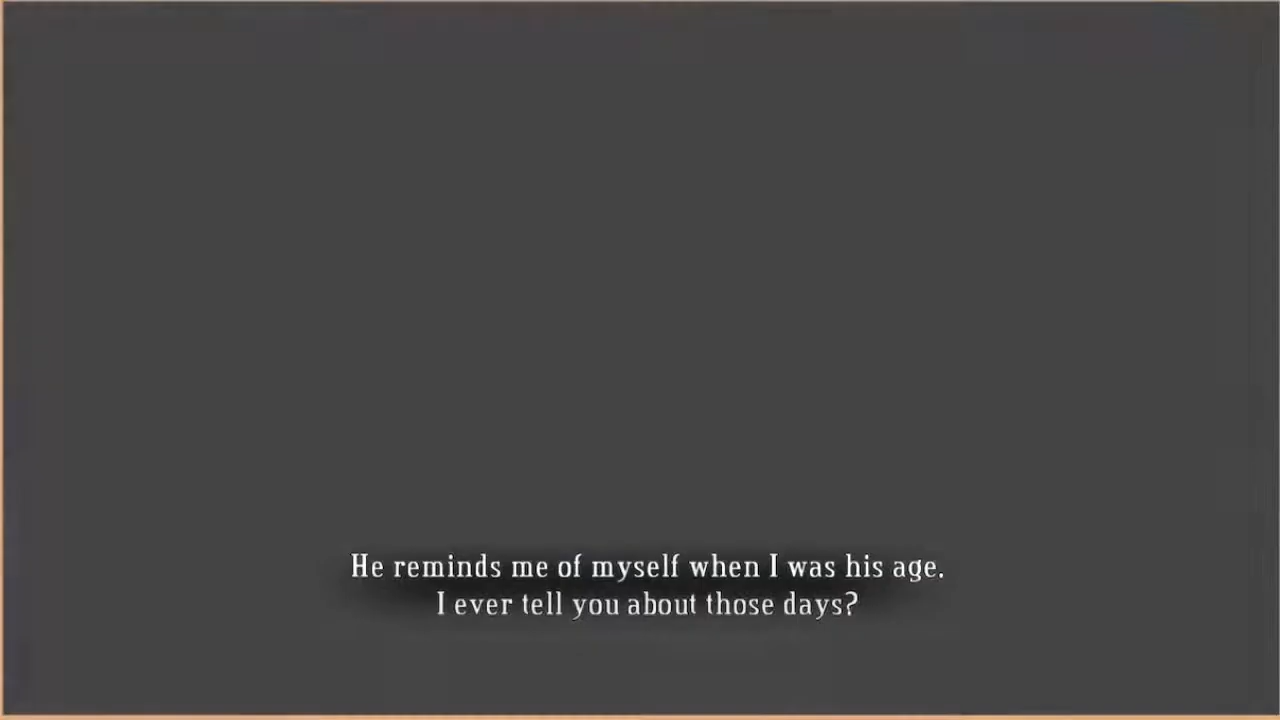 He reminds me of myself when I was his age.
I ever tell you about those days?